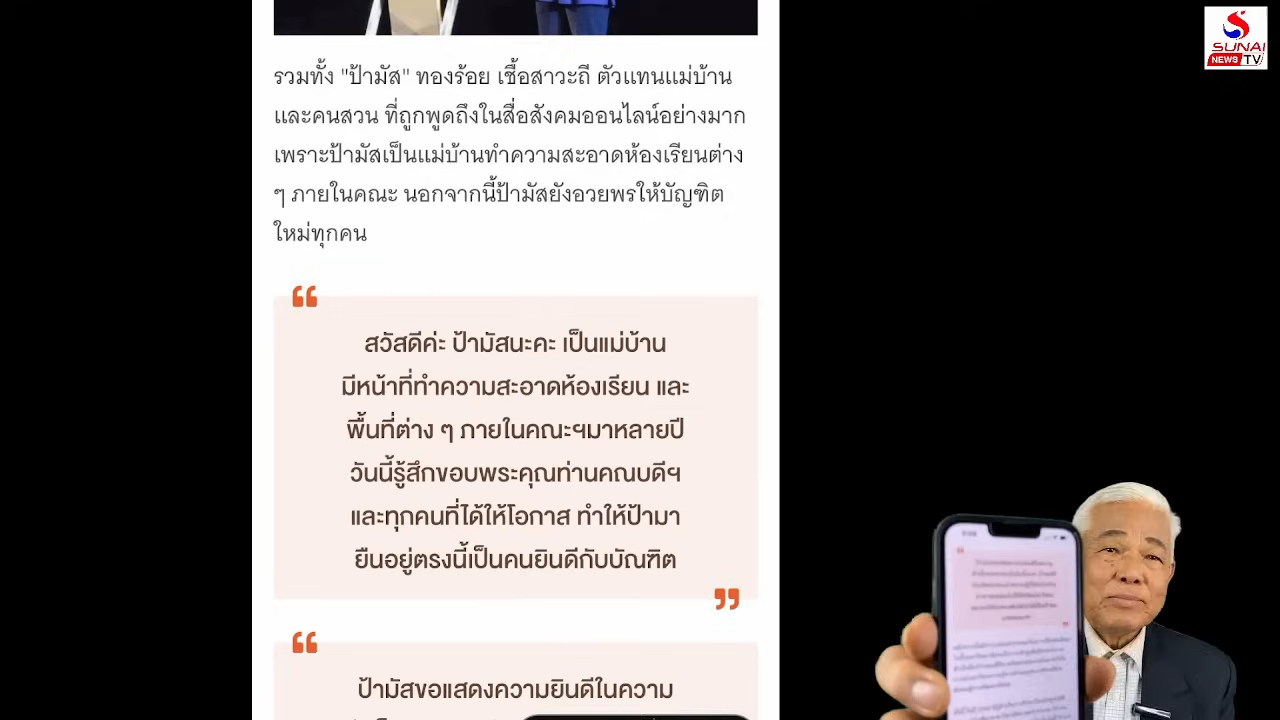 SUNAI
NEWS TV
รวมทั้ง "ป้ามัส" ทองร้อย เชื้อสาวะถี ตัวแทนแม่บ้าน
และคนสวน ที่ถูกพูดถึงในสื่อสังคมออนไลน์อย่างมาก
เพราะป้ามัสเป็นแม่บ้านทำความสะอาดห้องเรียนต่าง
ๆ ภายในคณะ นอกจากนี้ป้ามัสยังอวยพรให้บัญฑิต
ใหม่ทุกคน
สวัสดีค่ะ ป้ามัสนะคะ เป็นแม่บ้าน
มีหน้าที่ทำความสะอาดห้องเรียน และ
พื้นที่ต่าง ๆ ภายในคณะฯมาหลายปี
วันนี้รู้สึกขอบพระคุณท่านคณบดีฯ
และทุกคนที่ได้ให้โอกาส ทำให้ป้ามา
ยืนอยู่ตรงนี้เป็นคนยินดีกับบัณฑิต
ป้ามัสขอแสดงความยินดีในความ